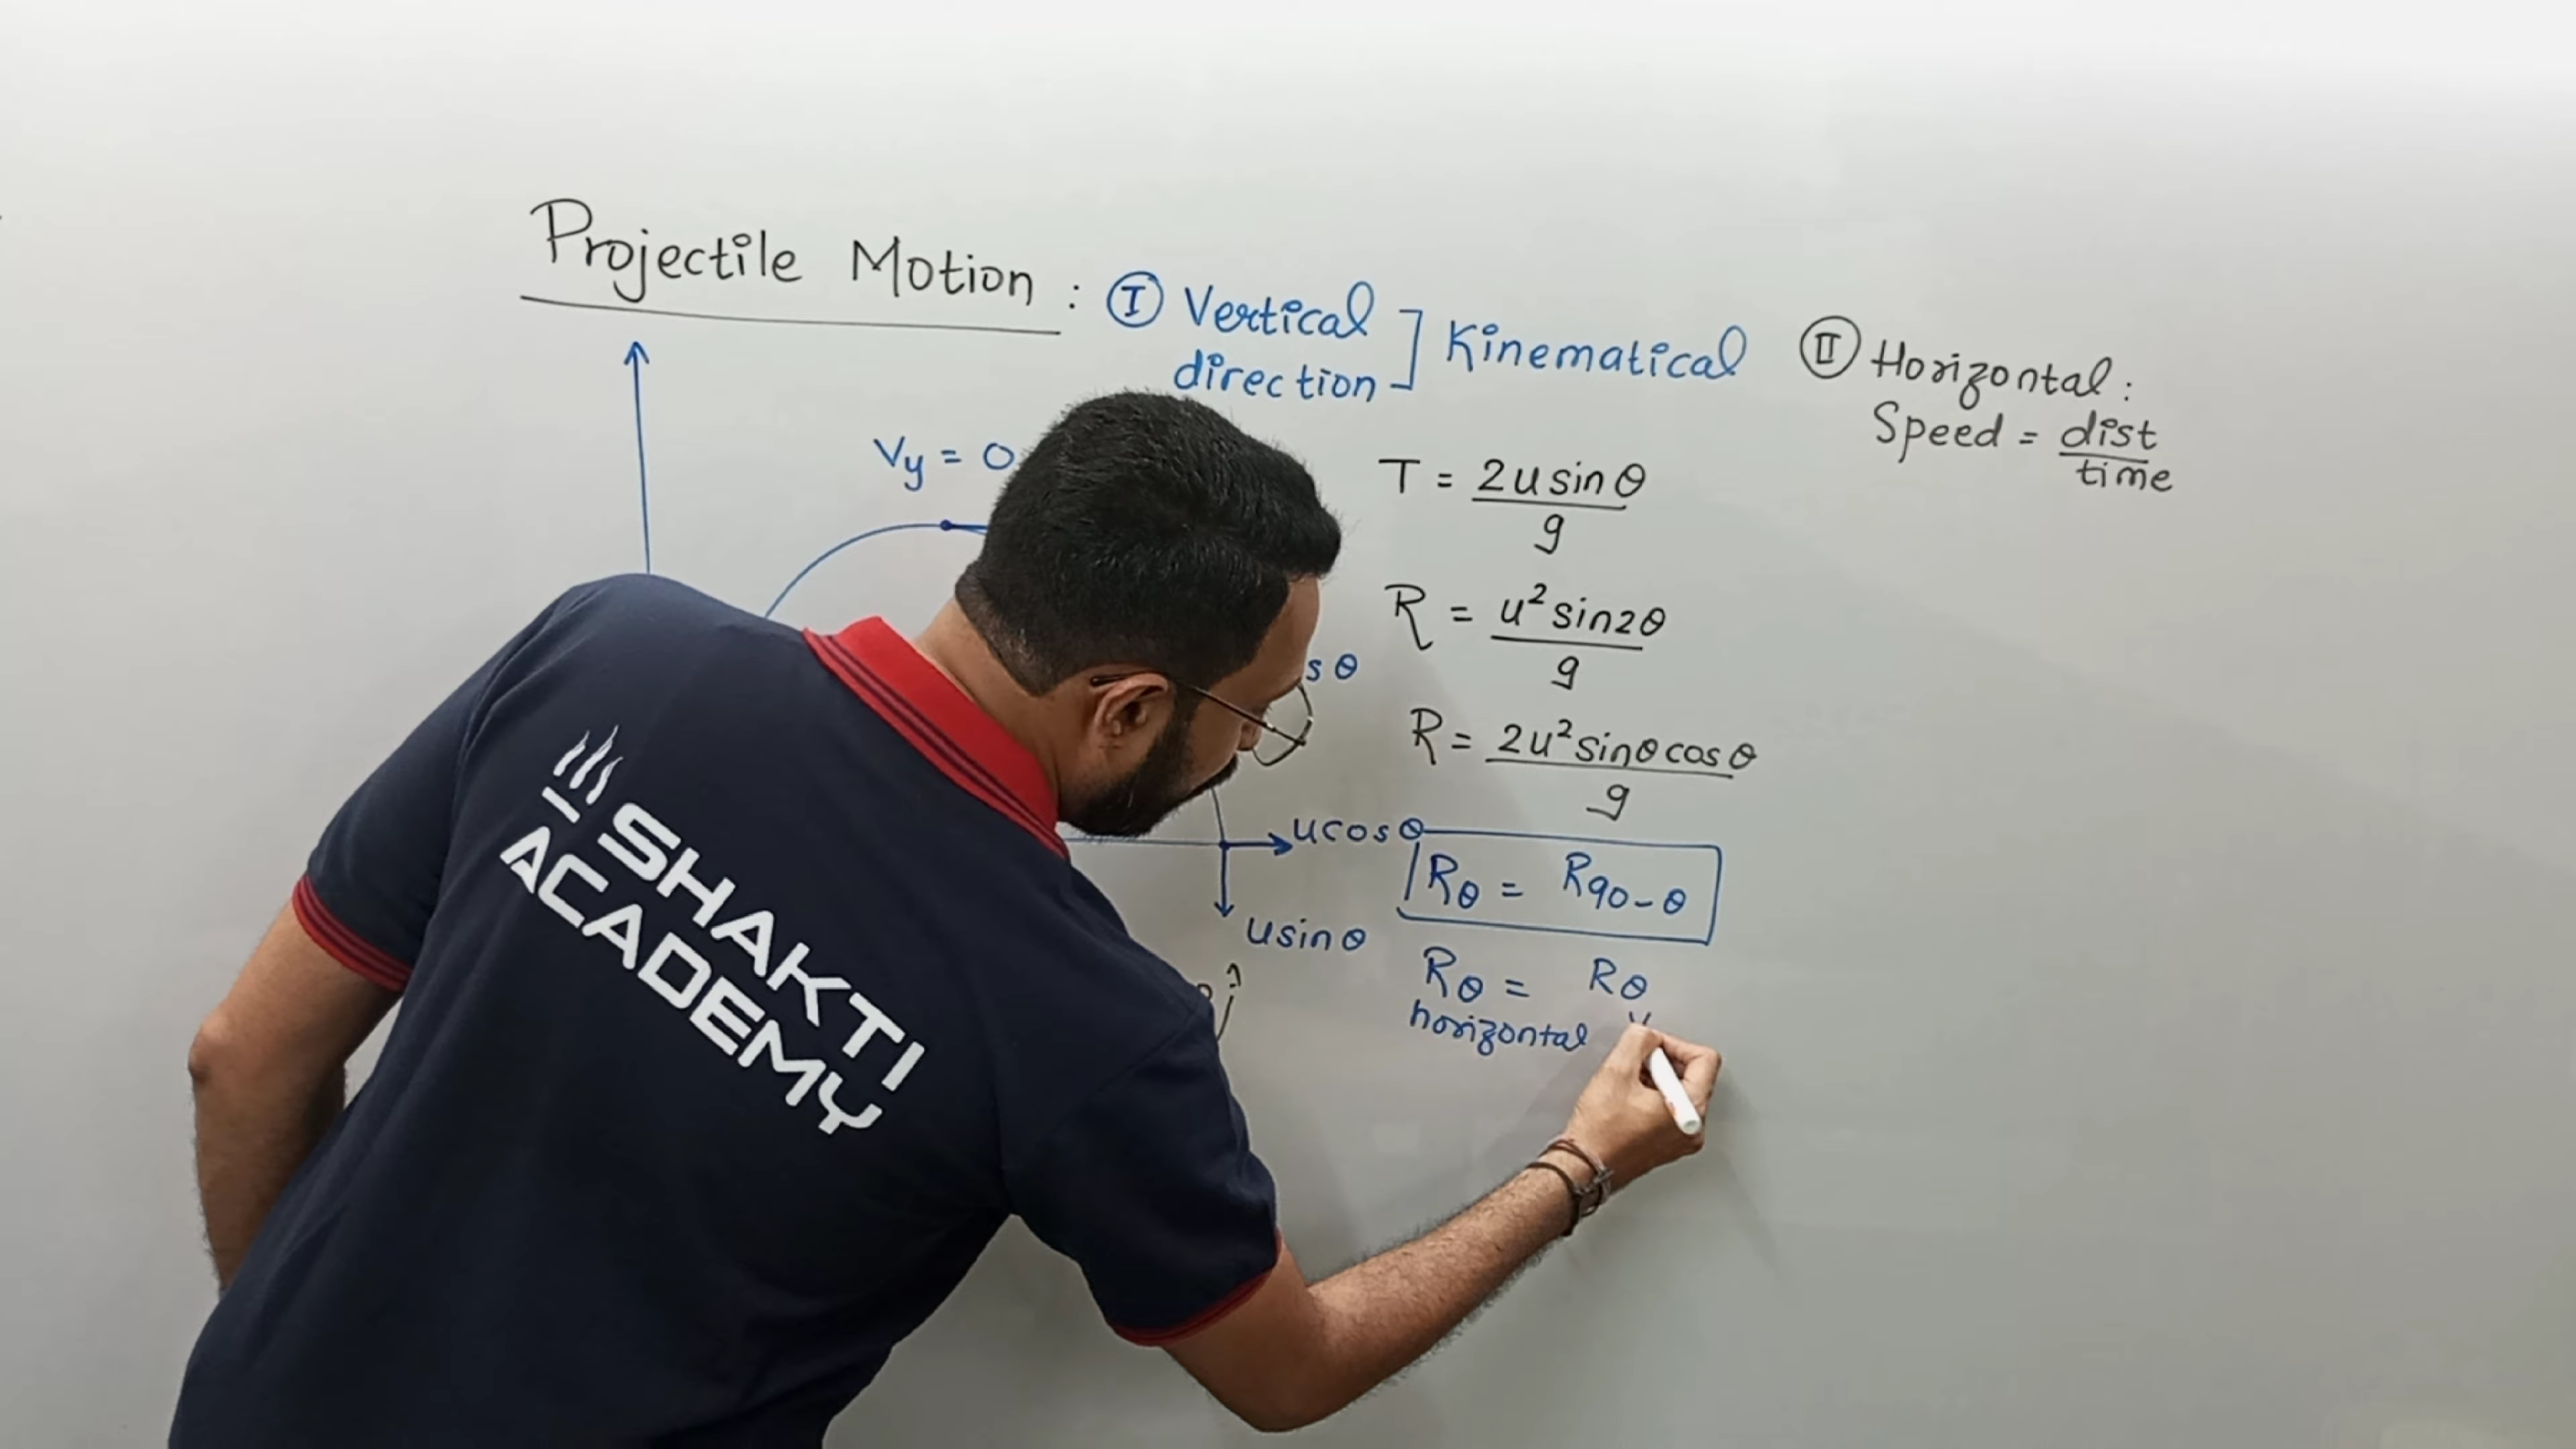 Projectile Motion : Ⓘ Vertical direction ] Kinematical
Ⓘⓘ Horizontal :
Speed = dist / time
Vy = 0
T = 2u sinθ / g
R = u² sin2θ / g
sθ
R = 2u² sinθ cosθ / g
ucosθ
Rθ = R90-θ
usinθ
Rθ = Rθ
horizontal
SHAKTI
ACADEMY